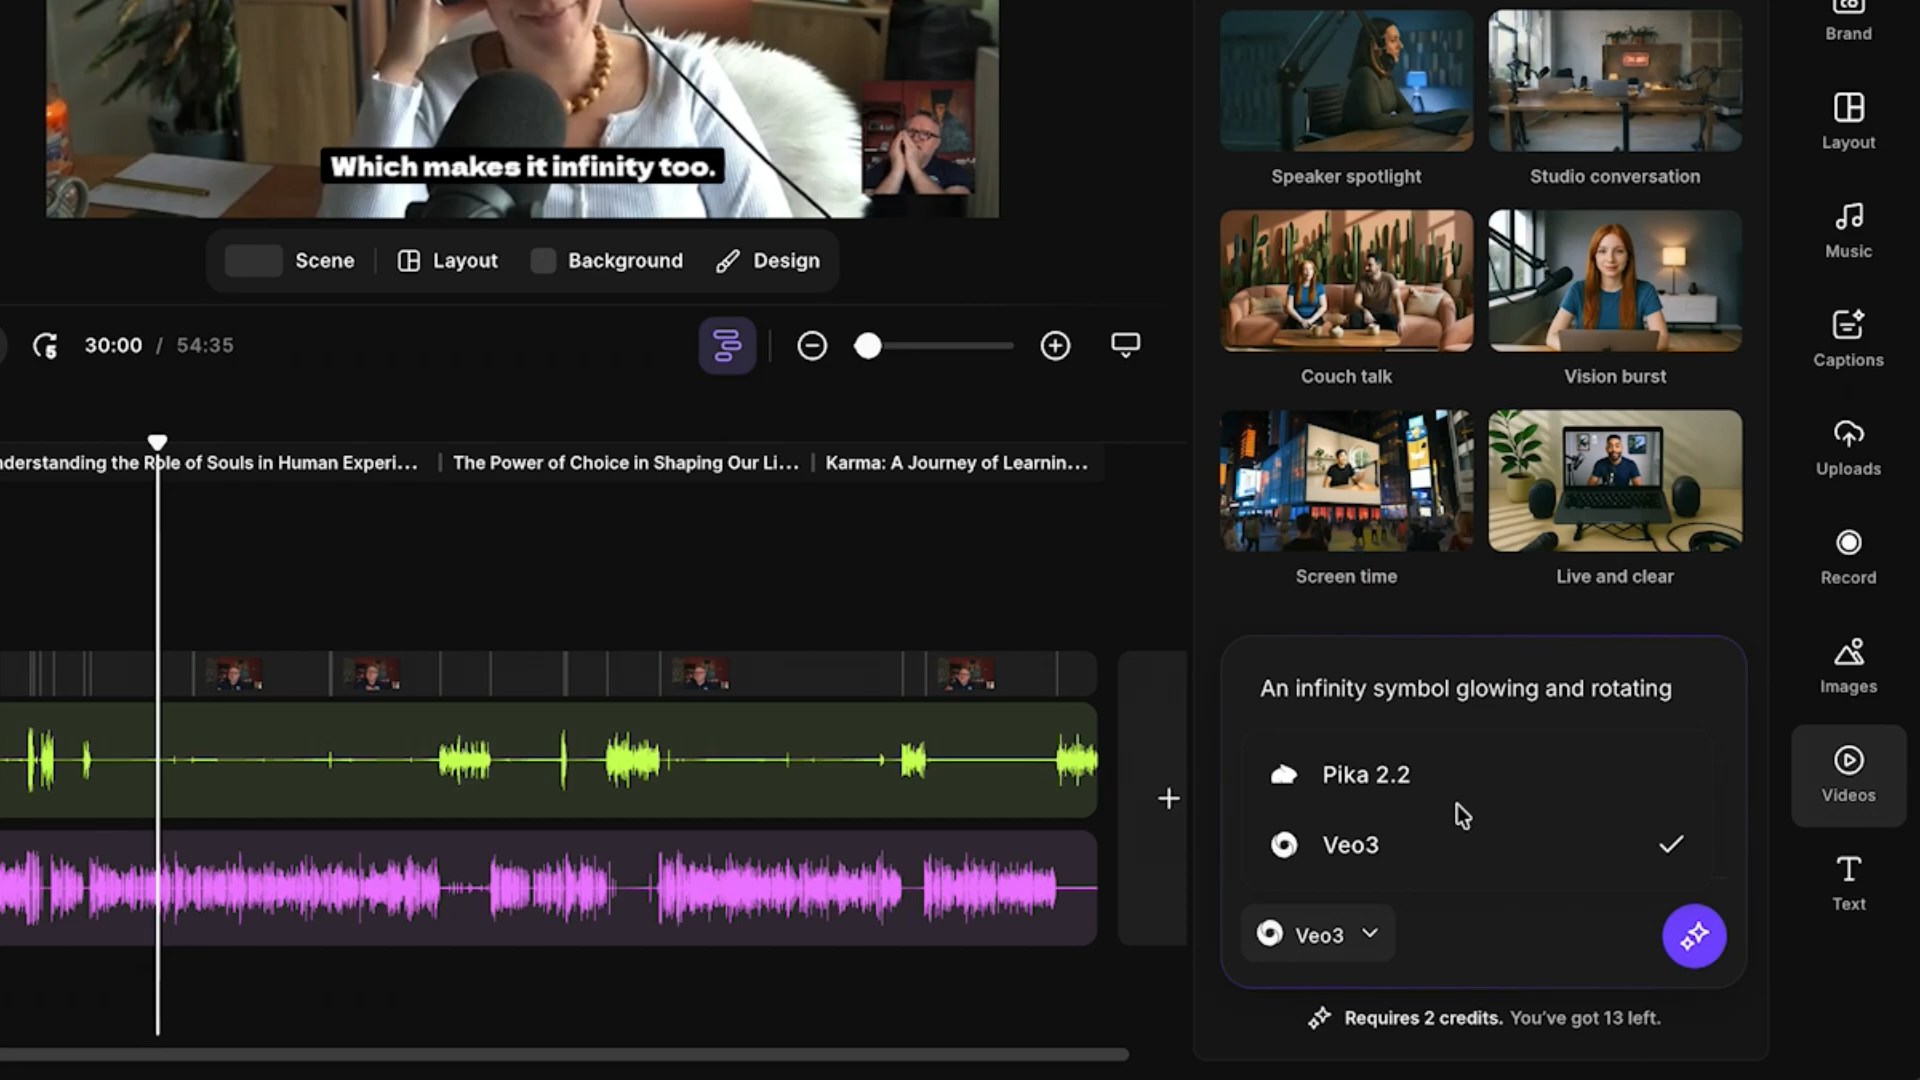 Which makes it infinity too.
Scene
Layout
Background
Design
5
30:00 / 54:35
nderstanding the Role of Souls in Human Experi...
The Power of Choice in Shaping Our Li...
Karma: A Journey of Learnin...
Speaker spotlight
Studio conversation
Couch talk
Vision burst
Screen time
Live and clear
An infinity symbol glowing and rotating
Pika 2.2
Veo3
Veo3
Requires 2 credits. You've got 13 left.
Brand
Layout
Music
Captions
Uploads
Record
Images
Videos
Text